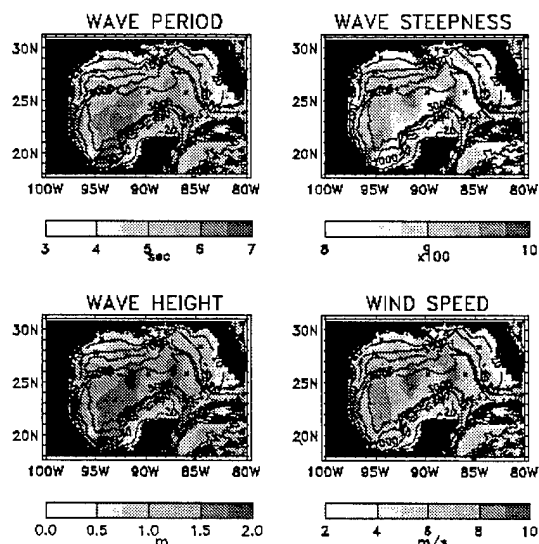 WAVE PERIOD
30N
25N
20N
100W 95W 90W 85W 80W
3 4 5 6 7
sec
WAVE STEEPNESS
30N
25N
20N
100W 95W 90W 85W 80W
8 9 10
x100
WAVE HEIGHT
30N
25N
20N
100W 95W 90W 85W 80W
0.0 0.5 1.0 1.5 2.0
m
WIND SPEED
30N
25N
20N
100W 95W 90W 85W 80W
2 4 6 8 10
m/s